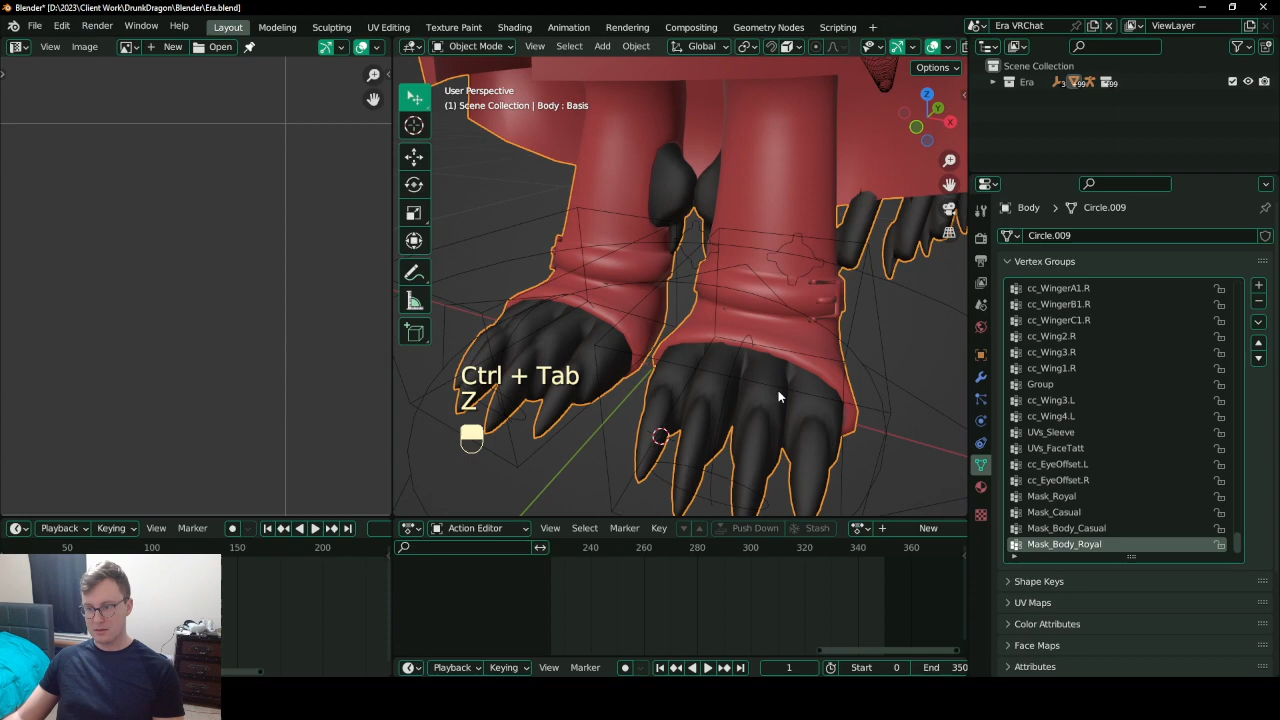 Blender* [D:\2023\Client Work\DrunkDragon\Blender\Era.blend]
File Edit Render Window Help
Layout Modeling Sculpting UV Editing Texture Paint Shading Animation Rendering Compositing Geometry Nodes Scripting +
Era VRChat
ViewLayer
View Image
New
Open
Object Mode
View Select Add Object
Global
Options
User Perspective
(1) Scene Collection | Body : Basis
Z
Y
X
Scene Collection
Era
3
99
99
Body
Circle.009
Circle.009
Vertex Groups
cc_WingerA1.R
cc_WingerB1.R
cc_WingerC1.R
cc_Wing2.R
cc_Wing3.R
cc_Wing1.R
Group
cc_Wing3.L
cc_Wing4.L
UVs_Sleeve
UVs_FaceTatt
cc_EyeOffset.L
cc_EyeOffset.R
Mask_Royal
Mask_Casual
Mask_Body_Casual
Mask_Body_Royal
Shape Keys
UV Maps
Color Attributes
Face Maps
Attributes
Ctrl + Tab
Z
Playback Keying View Marker
50 100 150 200
Action Editor
View Select Marker Key
Push Down
Stash
New
240 260 280 300 320 340 360
Playback Keying View Marker
1
Start 0
End 350